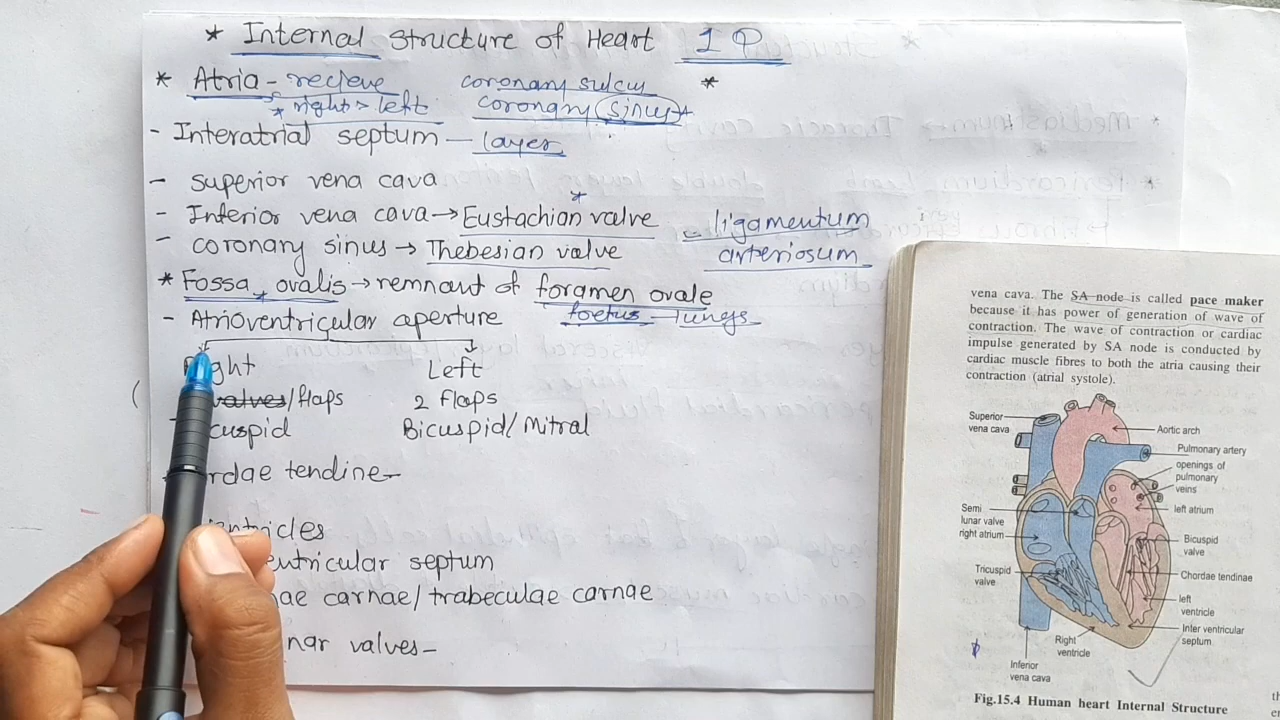 * Internal structure of Heart 1 P
* Atria - recieve coronary sulcus *
* right > left coronary (sinus) *
- Interatrial septum - layer
- superior vena cava
*
- Inferior vena cava → Eustachian valve - ligamentum
- coronary sinus → Thebesian valve arteriosum
* Fossa ovalis → remnant of foramen ovale
- Atrioventricular aperture foetus - lungs
Right Left
valves/flaps 2 flaps
cuspid Bicuspid/Mitral
rdae tendine-
ntricles
entricular septum
nae carnae/trabeculae carnae
nar valves-
vena cava. The SA node is called pace maker
because it has power of generation of wave of
contraction. The wave of contraction or cardiac
impulse generated by SA node is conducted by
cardiac muscle fibres to both the atria causing their
contraction (atrial systole).
Superior
vena cava
Aortic arch
Pulmonary artery
openings of
pulmonary
veins
left atrium
Semi
lunar valve
right atrium
Bicuspid
valve
Tricuspid
valve
Chordae tendinae
left
ventricle
Inter ventricular
septum
Right
ventricle
Inferior
vena cava
Fig.15.4 Human heart Internal Structure